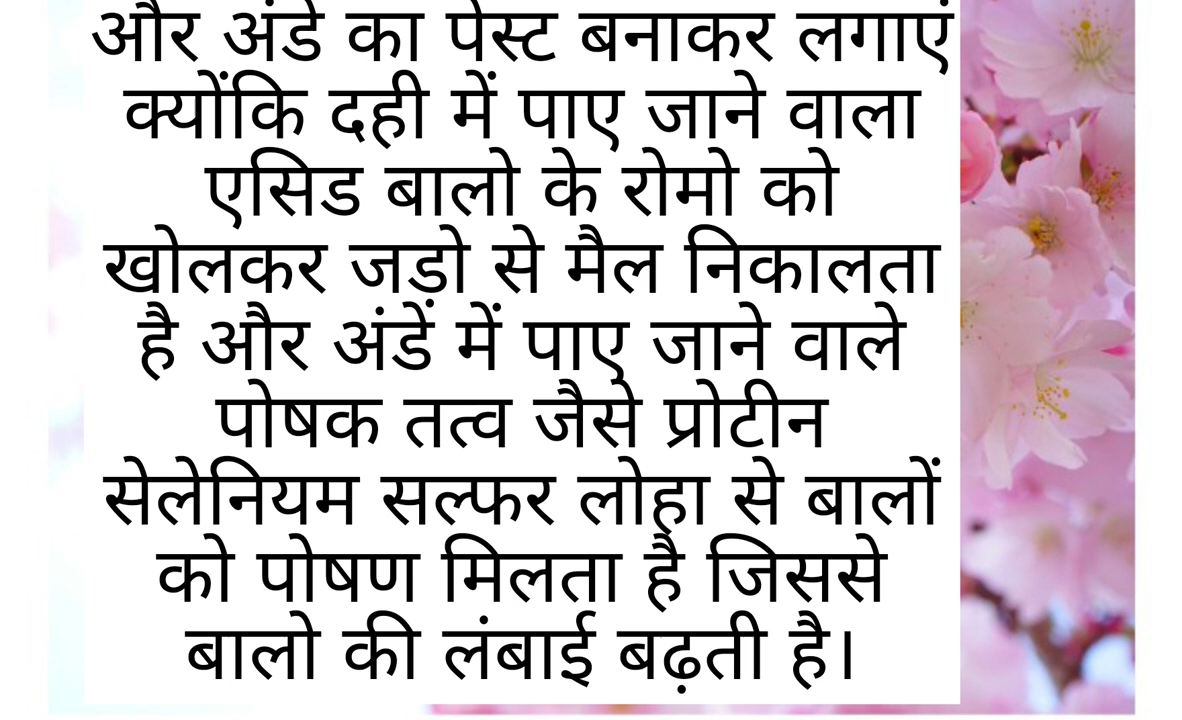 और अंडे का पेस्ट बनाकर लगाएं
क्योंकि दही में पाए जाने वाला
एसिड बालो के रोमो को
खोलकर जड़ो से मैल निकालता
है और अंडें में पाए जाने वाले
पोषक तत्व जैसे प्रोटीन
सेलेनियम सल्फर लोहा से बालों
को पोषण मिलता है जिससे
बालो की लंबाई बढ़ती है।